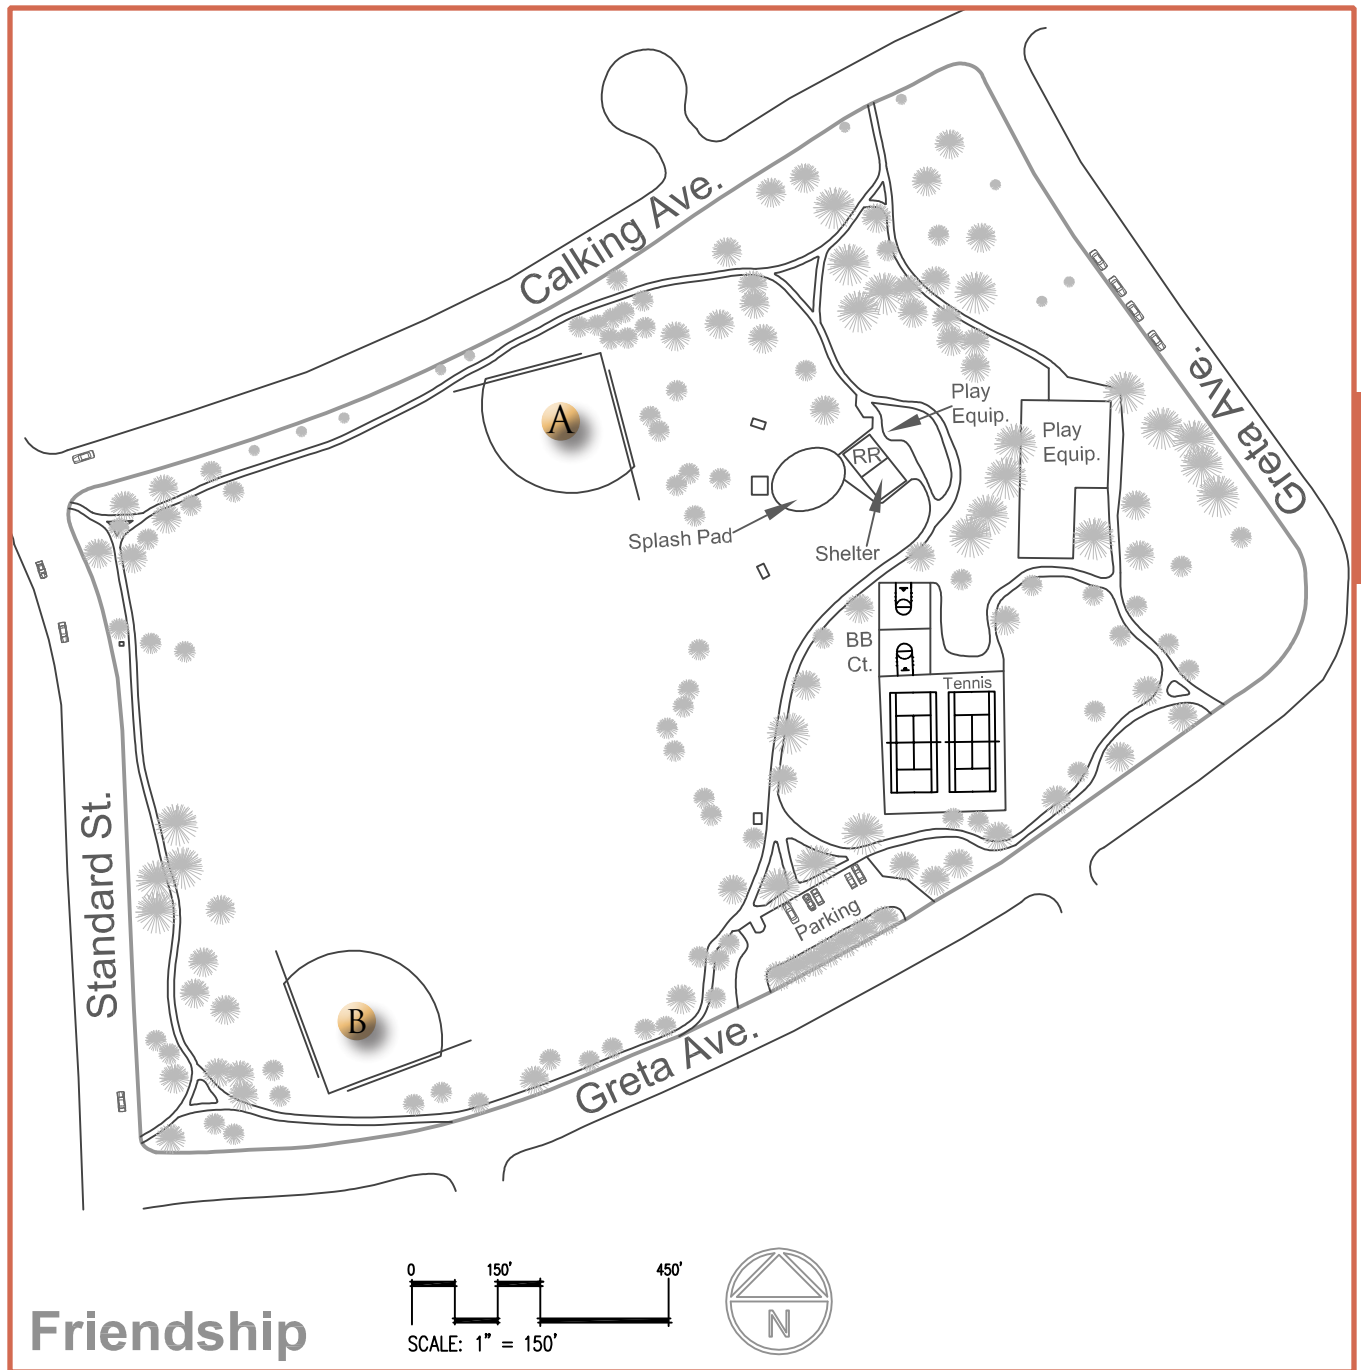 Calking Ave.
Greta Ave.
A
Play
Equip.
Play
Equip.
RR
Splash Pad
Shelter
BB
Ct.
Tennis
Standard St.
Parking
B
Greta Ave.
0 150' 450'
SCALE: 1" = 150'
N
Friendship